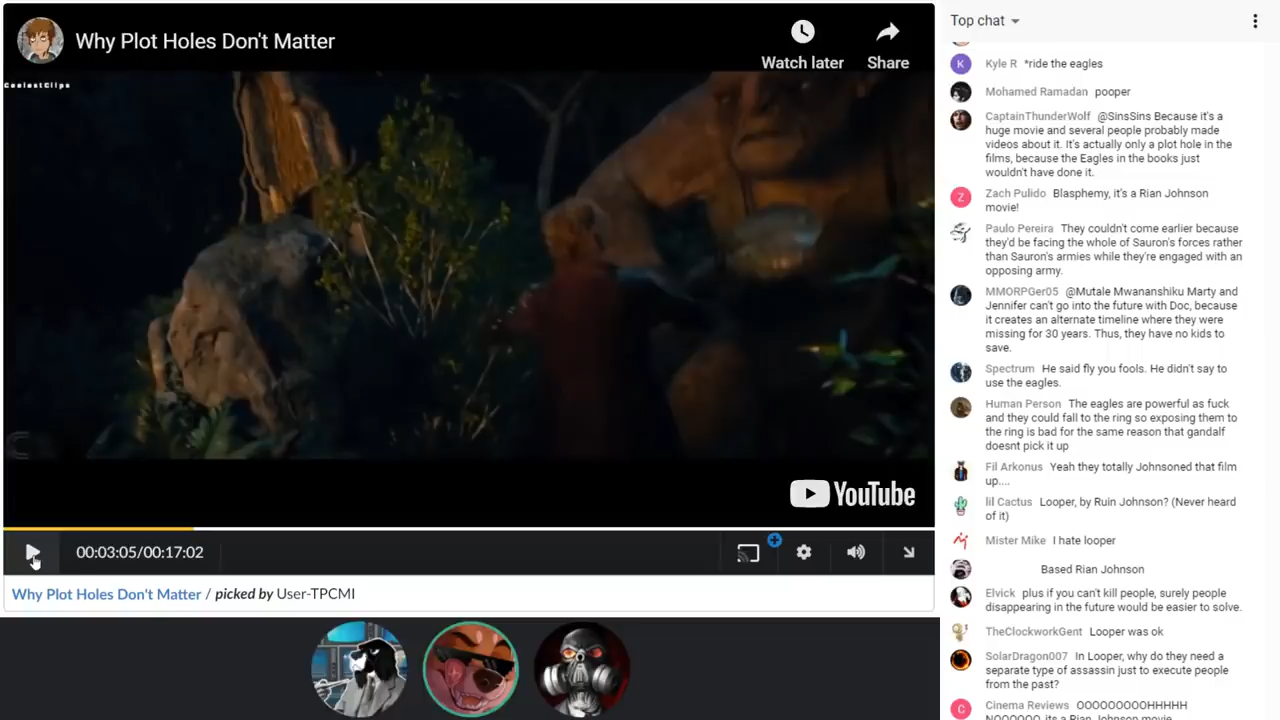 Why Plot Holes Don't Matter
Watch later
Share
CoolestClips
YouTube
00:03:05/00:17:02
Why Plot Holes Don't Matter / picked by User-TPCMI
Top chat
K
Kyle R *ride the eagles
Mohamed Ramadan pooper
CaptainThunderWolf @SinsSins Because it's a
huge movie and several people probably made
videos about it. It's actually only a plot hole in the
films, because the Eagles in the books just
wouldn't have done it.
Z
Zach Pulido Blasphemy, it's a Rian Johnson
movie!
Paulo Pereira They couldn't come earlier because
they'd be facing the whole of Sauron's forces rather
than Sauron's armies while they're engaged with an
opposing army.
MMORPGer05 @Mutale Mwananshiku Marty and
Jennifer can't go into the future with Doc, because
it creates an alternate timeline where they were
missing for 30 years. Thus, they have no kids to
save.
Spectrum He said fly you fools. He didn't say to
use the eagles.
Human Person The eagles are powerful as fuck
and they could fall to the ring so exposing them to
the ring is bad for the same reason that gandalf
doesnt pick it up
Fil Arkonus Yeah they totally Johnsoned that film
up....
lil Cactus Looper, by Ruin Johnson? (Never heard
of it)
Mister Mike I hate looper
Based Rian Johnson
Elvick plus if you can't kill people, surely people
disappearing in the future would be easier to solve.
TheClockworkGent Looper was ok
SolarDragon007 In Looper, why do they need a
separate type of assassin just to execute people
from the past?
C
Cinema Reviews OOOOOOOOOHHHHH
NOOOOOO its a Rian Johnson movie